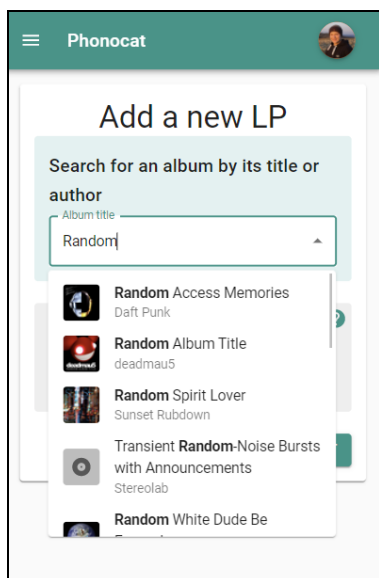 Phonocat
Add a new LP
Search for an album by its title or
author
Album title
Random
Random Access Memories
Daft Punk
Random Album Title
deadmau5
Random Spirit Lover
Sunset Rubdown
Transient Random-Noise Bursts
with Announcements
Stereolab
Random White Dude Be
?